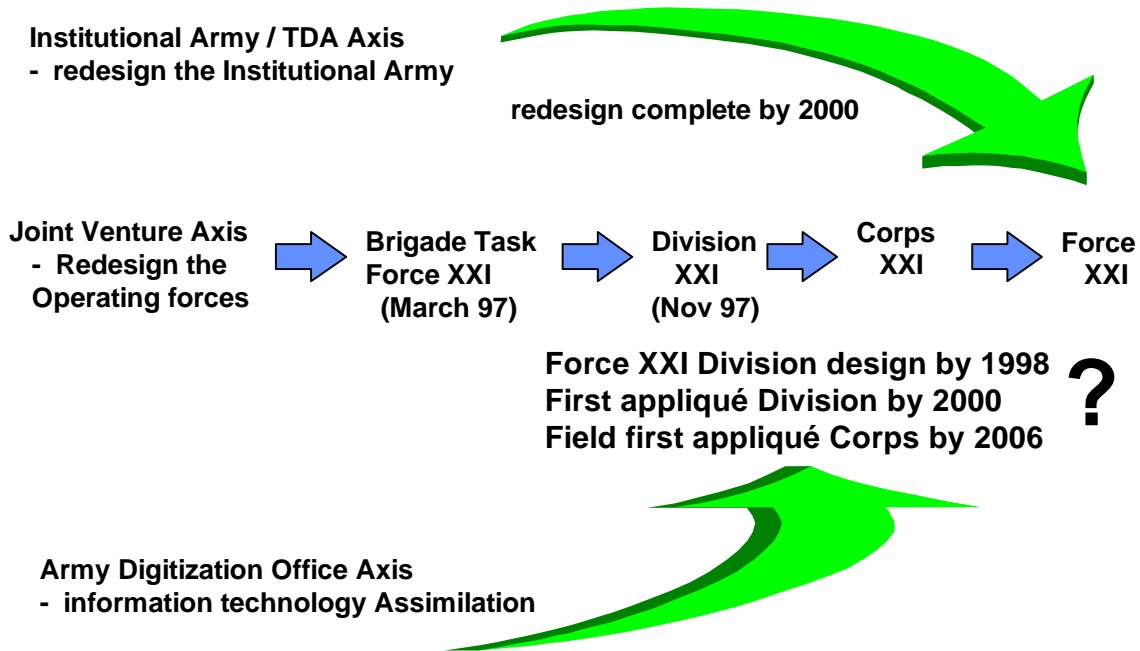 Institutional Army / TDA Axis
- redesign the Institutional Army
redesign complete by 2000
Joint Venture Axis
- Redesign the
Operating forces
Brigade Task
Force XXI
(March 97)
Division
XXI
(Nov 97)
Corps
XXI
Force
XXI
Force XXI Division design by 1998
First appliqué Division by 2000
Field first appliqué Corps by 2006
?
Army Digitization Office Axis
- information technology Assimilation